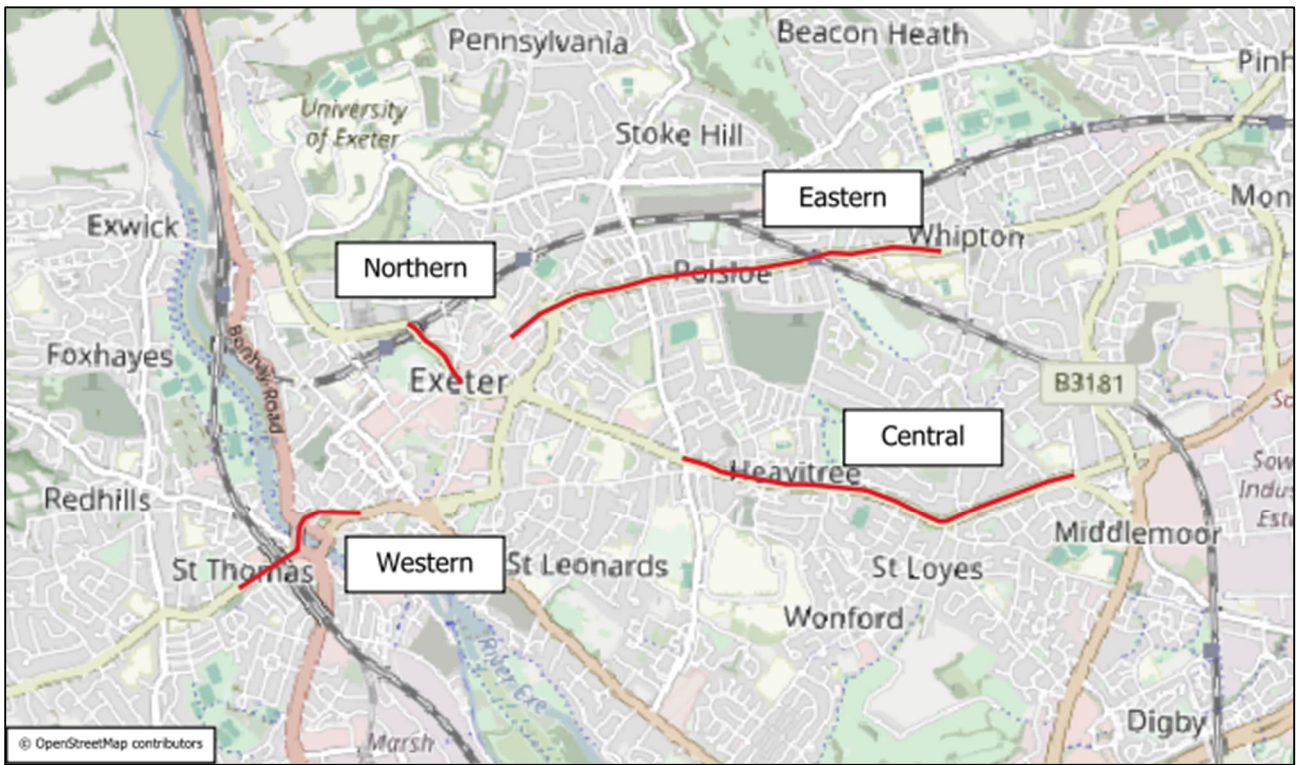 Pennsylvania
Beacon Heath
Pinh
University
of Exeter
Stoke Hill
Eastern
Mon
Exwick
Whipton
Northern
Polsloe
Bonhay Road
Foxhayes
Exeter
B3181
Central
Heavitree
Redhills
Sow
Indus
Est
Middlemoor
Western
St Thomas
St Leonards
St Loyes
Wonford
River Exe
Digby
Marsh
© OpenStreetMap contributors